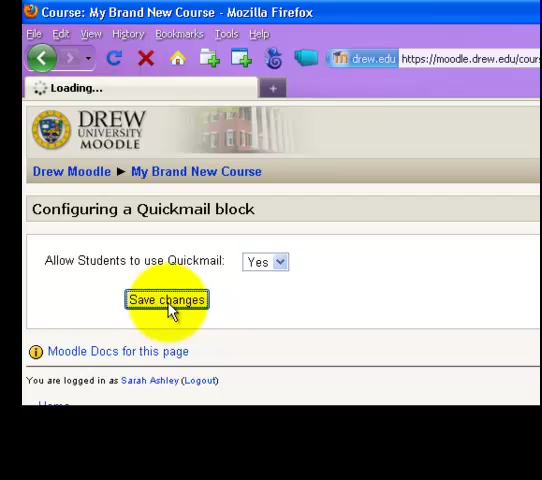 Course: My Brand New Course - Mozilla Firefox
File Edit View History Bookmarks Tools Help
drew.edu https://moodle.drew.edu/cour
Loading...
DREW
UNIVERSITY
MOODLE
Drew Moodle ► My Brand New Course
Configuring a Quickmail block
Allow Students to use Quickmail: Yes
Save changes
Moodle Docs for this page
You are logged in as Sarah Ashley (Logout)
Home